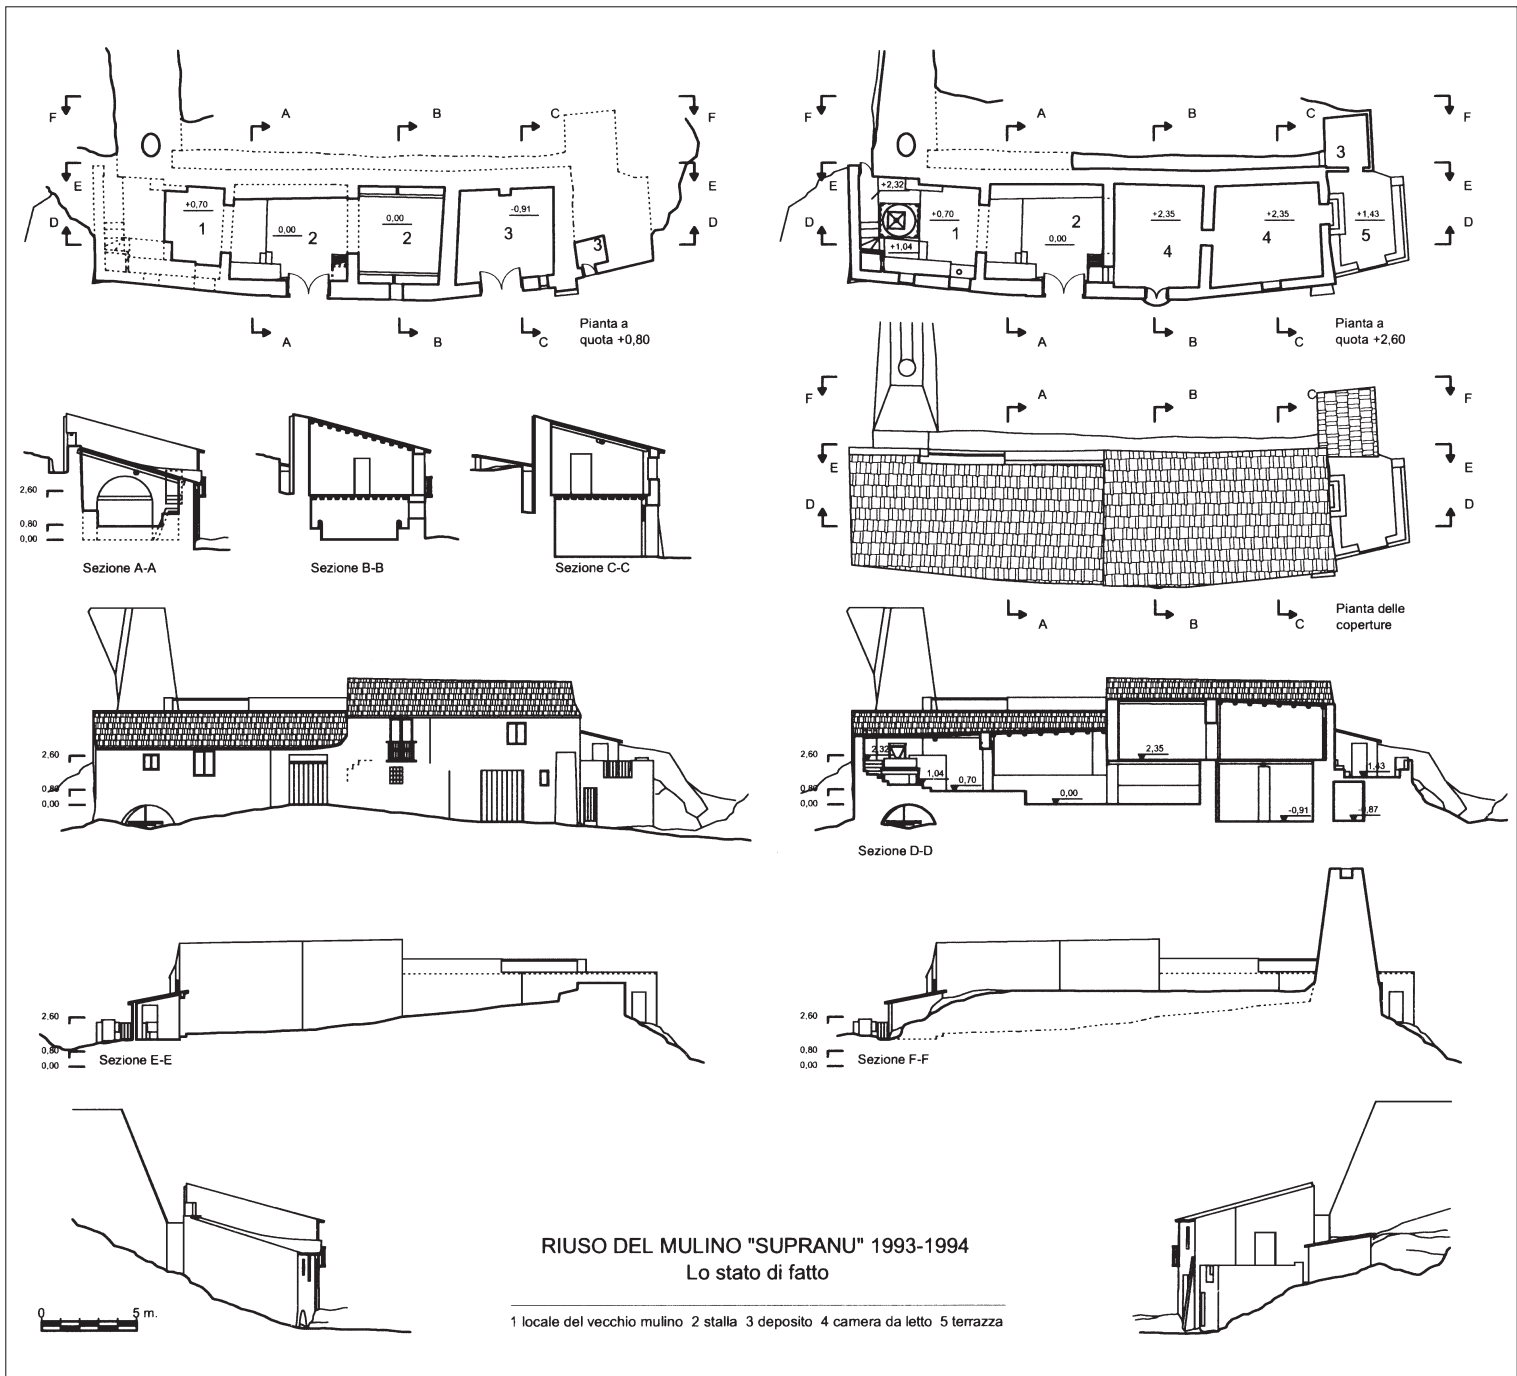 F A B C F
E +0,70 -0,91 E
D 1 0,00 2 0,00 2 3 3 D
A B C
Pianta a
quota +0,80
F A B C F
3
E +2,32 E
D +0,70 1 2 0,00 +2,35 +2,35 +1,43 D
+1,04 4 4 5
A B C
Pianta a
quota +2,60
2,60
0,80
0,00
Sezione A-A
Sezione B-B
Sezione C-C
F A B C F
E E
D D
A B C
Pianta delle
coperture
2,60
0,80
0,00
2,60
0,80
0,00
2,32 1,04 0,70 0,00 2,35 -0,91 1,43 -0,87
Sezione D-D
2,60
0,80
0,00
Sezione E-E
2,60
0,80
0,00
Sezione F-F
RIUSO DEL MULINO "SUPRANU" 1993-1994
Lo stato di fatto
1 locale del vecchio mulino 2 stalla 3 deposito 4 camera da letto 5 terrazza
0 5 m.